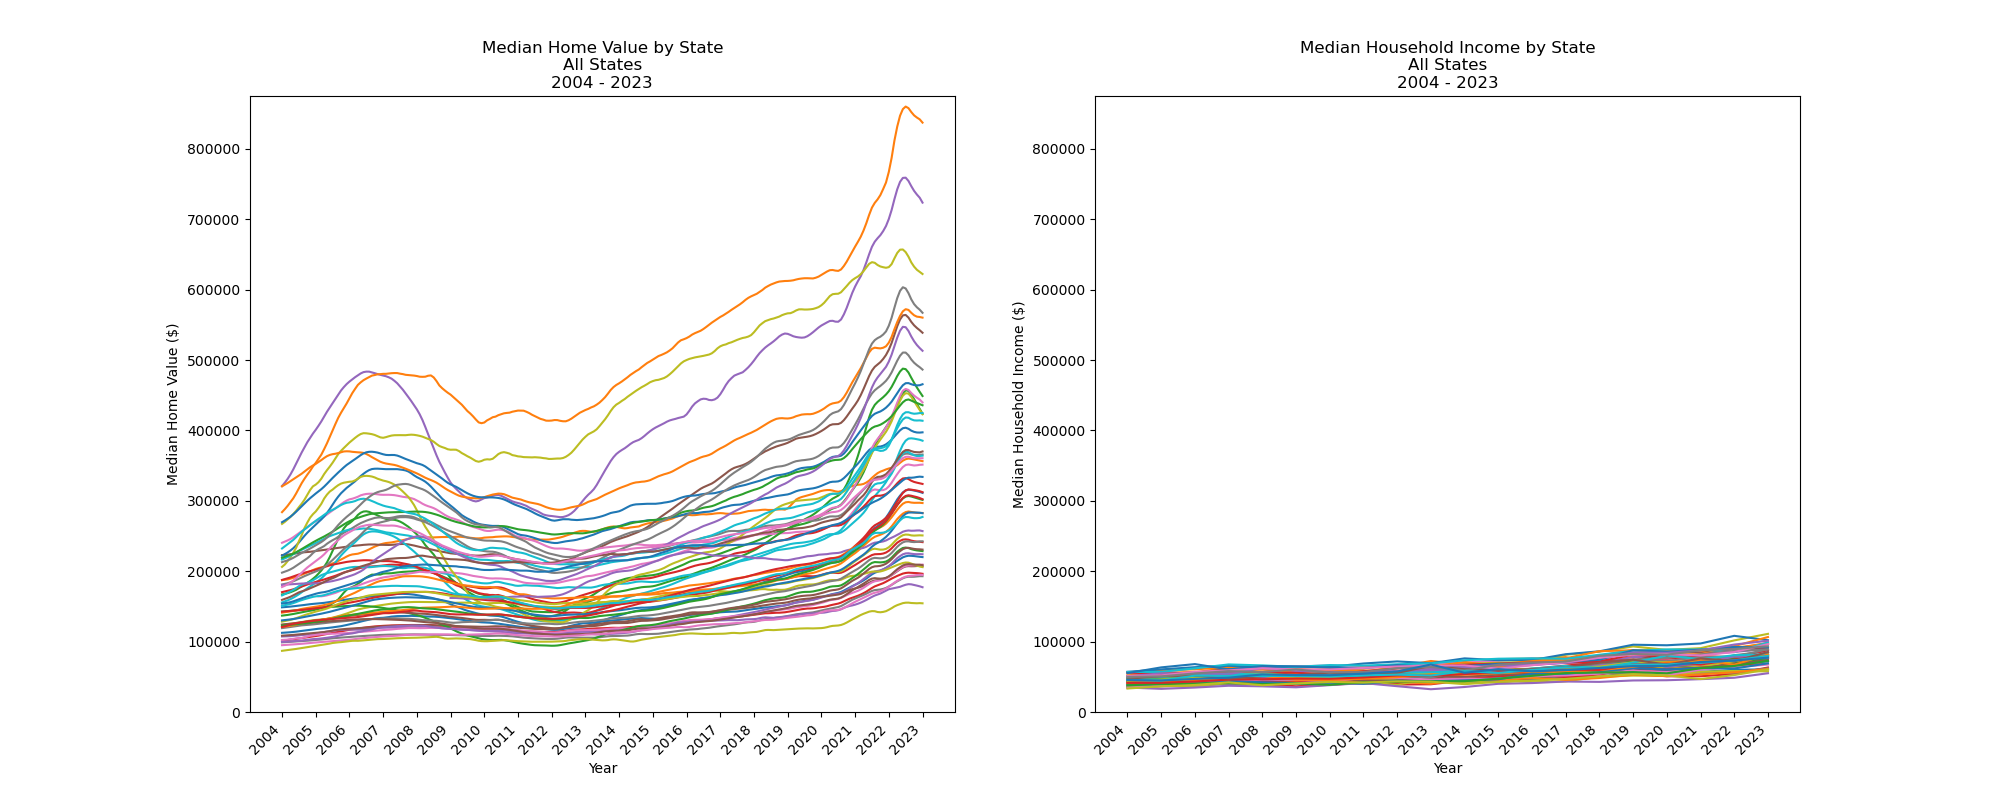 Median Home Value by State
All States
2004 - 2023
Median Home Value ($)
800000
700000
600000
500000
400000
300000
200000
100000
0
2004 2005 2006 2007 2008 2009 2010 2011 2012 2013 2014 2015 2016 2017 2018 2019 2020 2021 2022 2023
Year
Median Household Income by State
All States
2004 - 2023
Median Household Income ($)
800000
700000
600000
500000
400000
300000
200000
100000
0
2004 2005 2006 2007 2008 2009 2010 2011 2012 2013 2014 2015 2016 2017 2018 2019 2020 2021 2022 2023
Year